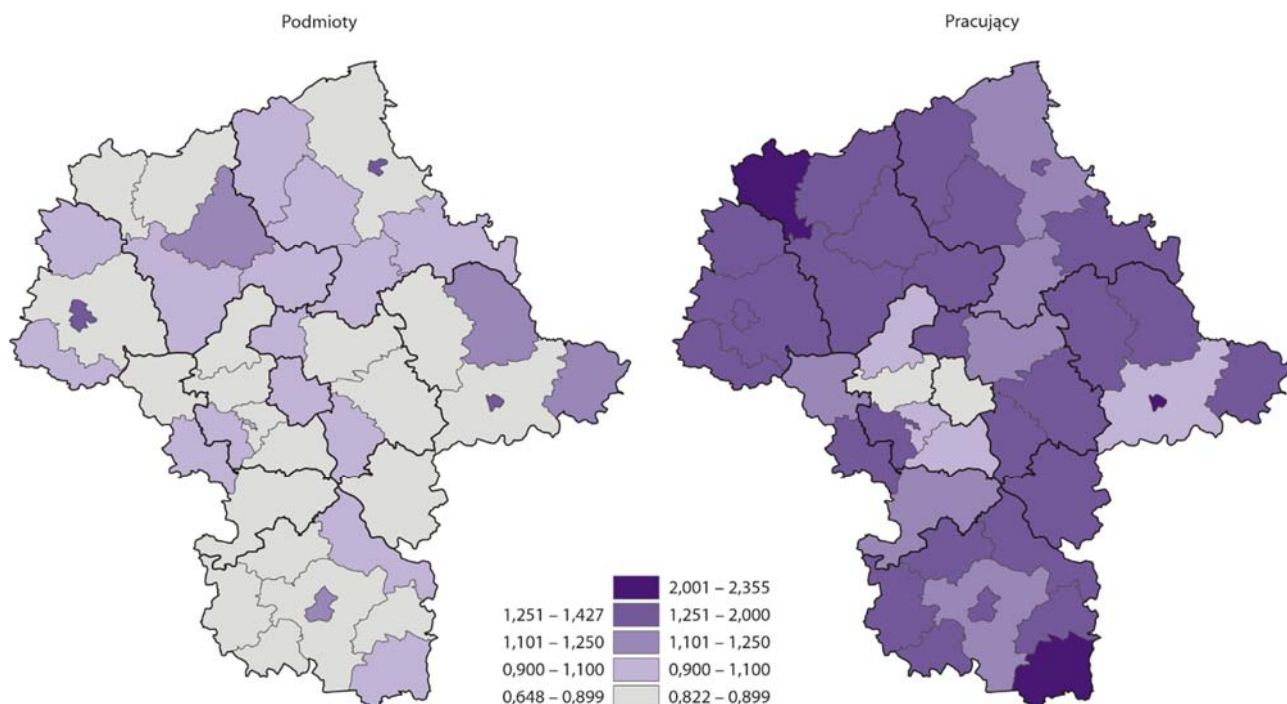 Podmioty Pracujący
2,001 – 2,355
1,251 – 1,427 1,251 – 2,000
1,101 – 1,250 1,101 – 1,250
0,900 – 1,100 0,900 – 1,100
0,648 – 0,899 0,822 – 0,899